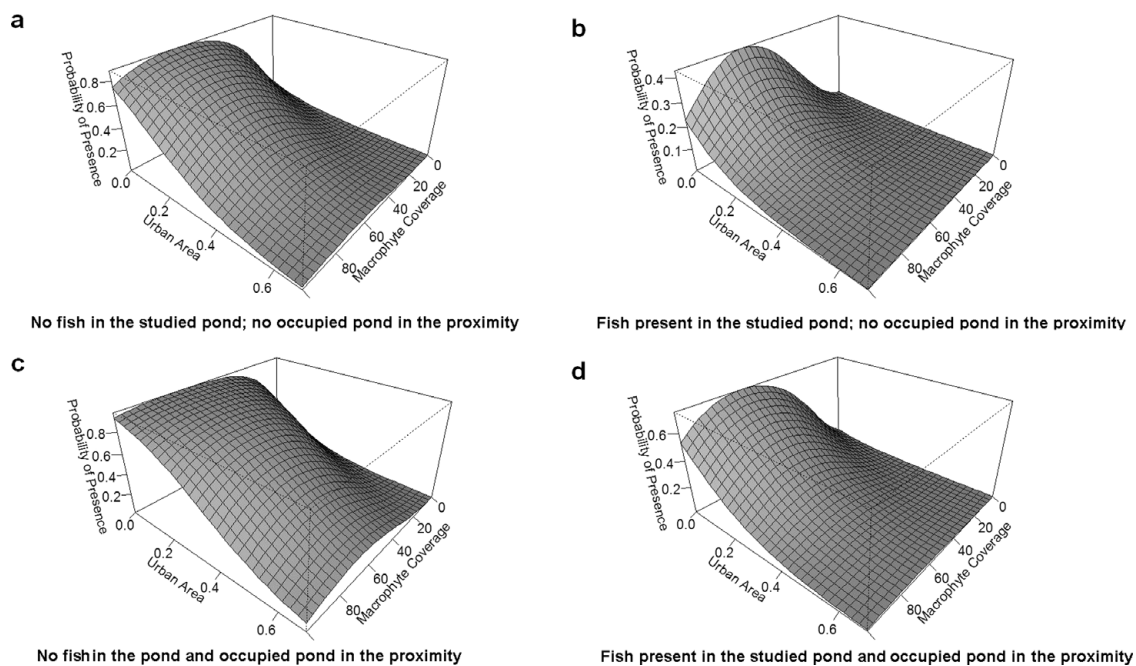 a
Probability of Presence
0.8
0.6
0.4
0.2
0.0
0.2
0.4
0.6
Urban Area
0
20
40
60
80
Macrophyte Coverage
No fish in the studied pond; no occupied pond in the proximity
b
Probability of Presence
0.4
0.3
0.2
0.1
0.0
0.2
0.4
0.6
Urban Area
0
20
40
60
80
Macrophyte Coverage
Fish present in the studied pond; no occupied pond in the proximity
c
Probability of Presence
0.8
0.6
0.4
0.2
0.0
0.2
0.4
0.6
Urban Area
0
20
40
60
80
Macrophyte Coverage
No fish in the pond and occupied pond in the proximity
d
Probability of Presence
0.6
0.4
0.2
0.0
0.2
0.4
0.6
Urban Area
0
20
40
60
80
Macrophyte Coverage
Fish present in the studied pond and occupied pond in the proximity